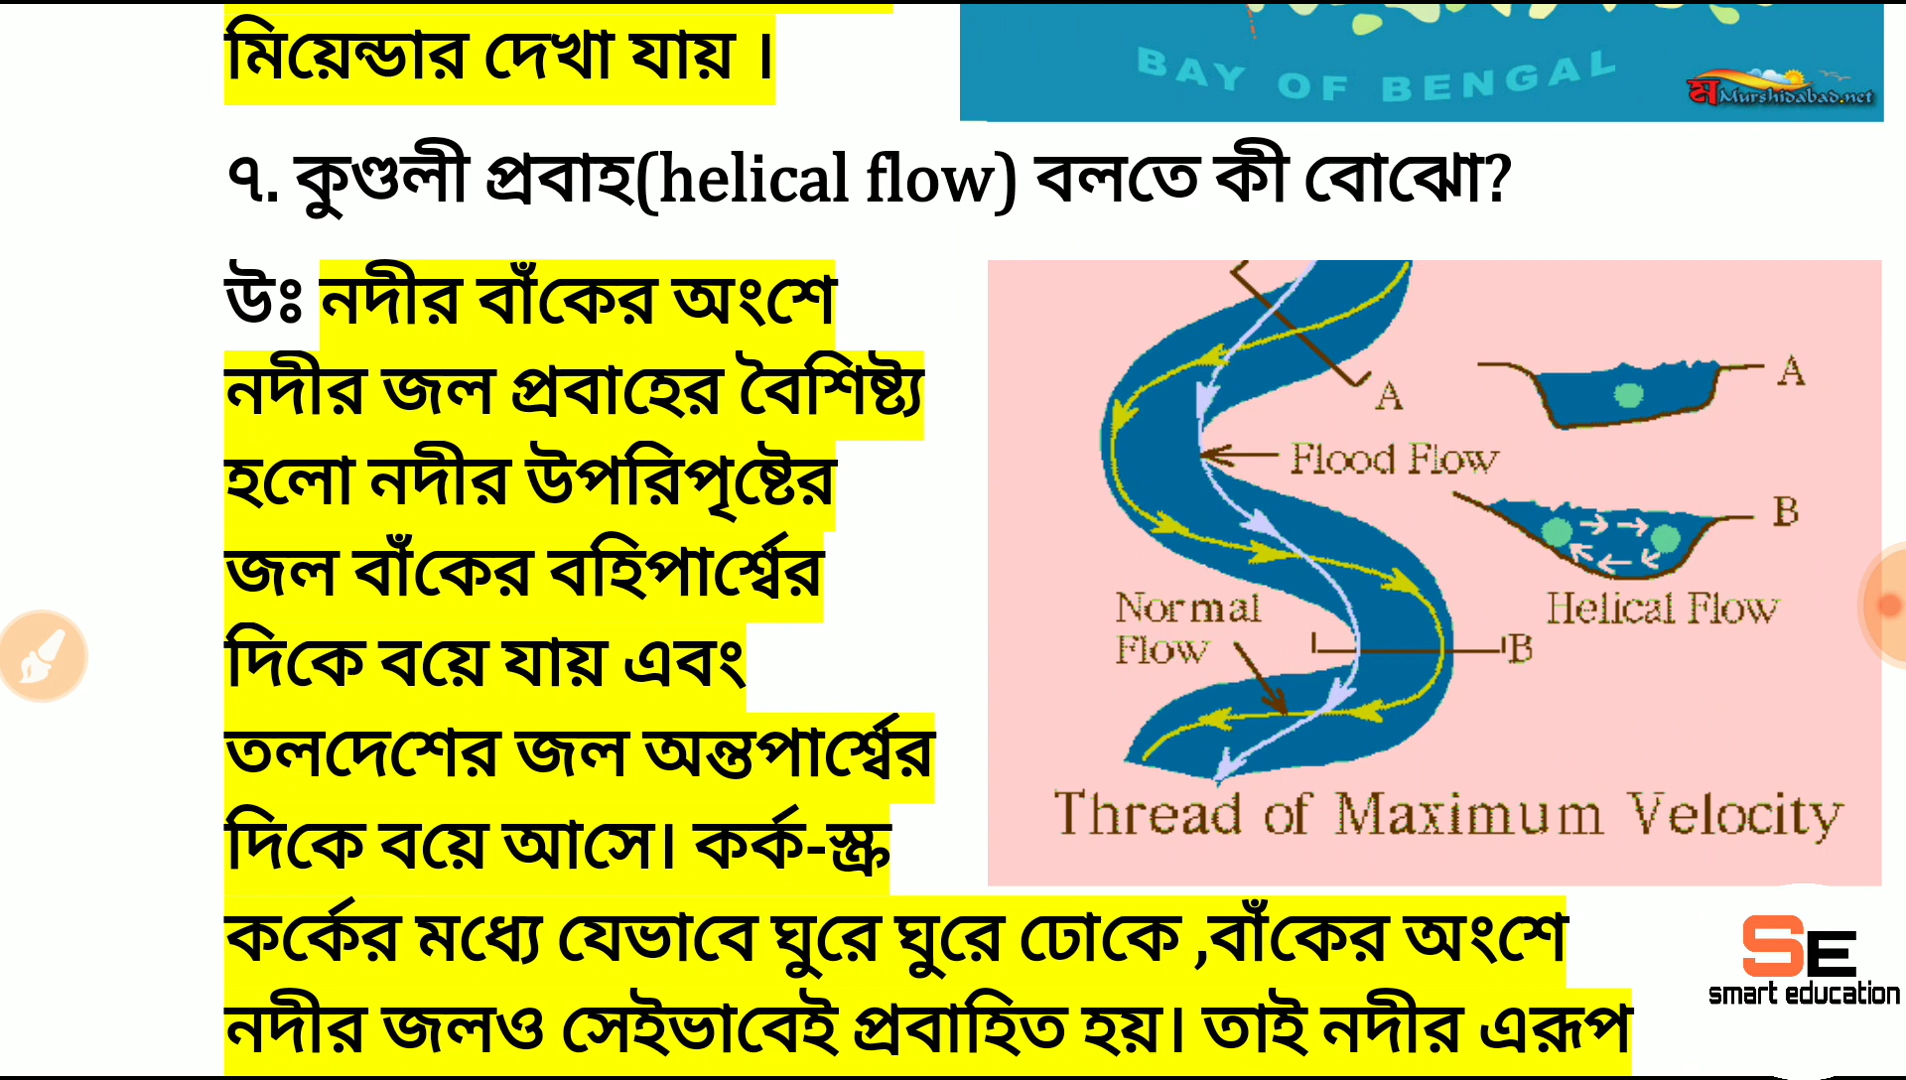 মিয়েন্ডার দেখা যায় ।
BAY OF BENGAL
Murshidabad.net
৭. কুণ্ডলী প্রবাহ(helical flow) বলতে কী বোঝো?
উঃ নদীর বাঁকের অংশে
নদীর জল প্রবাহের বৈশিষ্ট্য
হলো নদীর উপরিপৃষ্টের
জল বাঁকের বহিপার্শ্বের
দিকে বয়ে যায় এবং
তলদেশের জল অন্তপার্শ্বের
দিকে বয়ে আসে। কর্ক-স্ক্রু
কর্কের মধ্যে যেভাবে ঘুরে ঘুরে ঢোকে ,বাঁকের অংশে
নদীর জলও সেইভাবেই প্রবাহিত হয়। তাই নদীর এরূপ
A
A
Flood Flow
B
Helical Flow
Normal
Flow
B
Thread of Maximum Velocity
SE
smart education